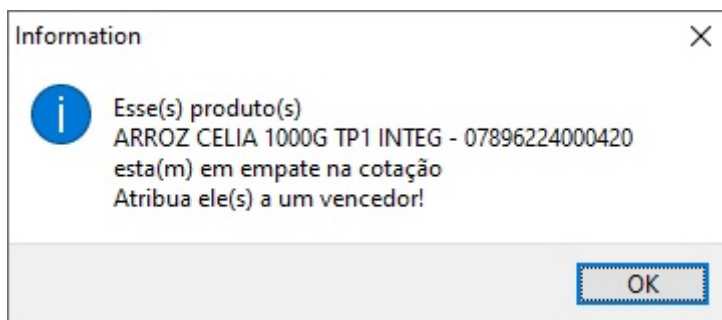 Information
Esse(s) produto(s)
ARROZ CELIA 1000G TP1 INTEG - 07896224000420
esta(m) em empate na cotação
Atribua ele(s) a um vencedor!
OK